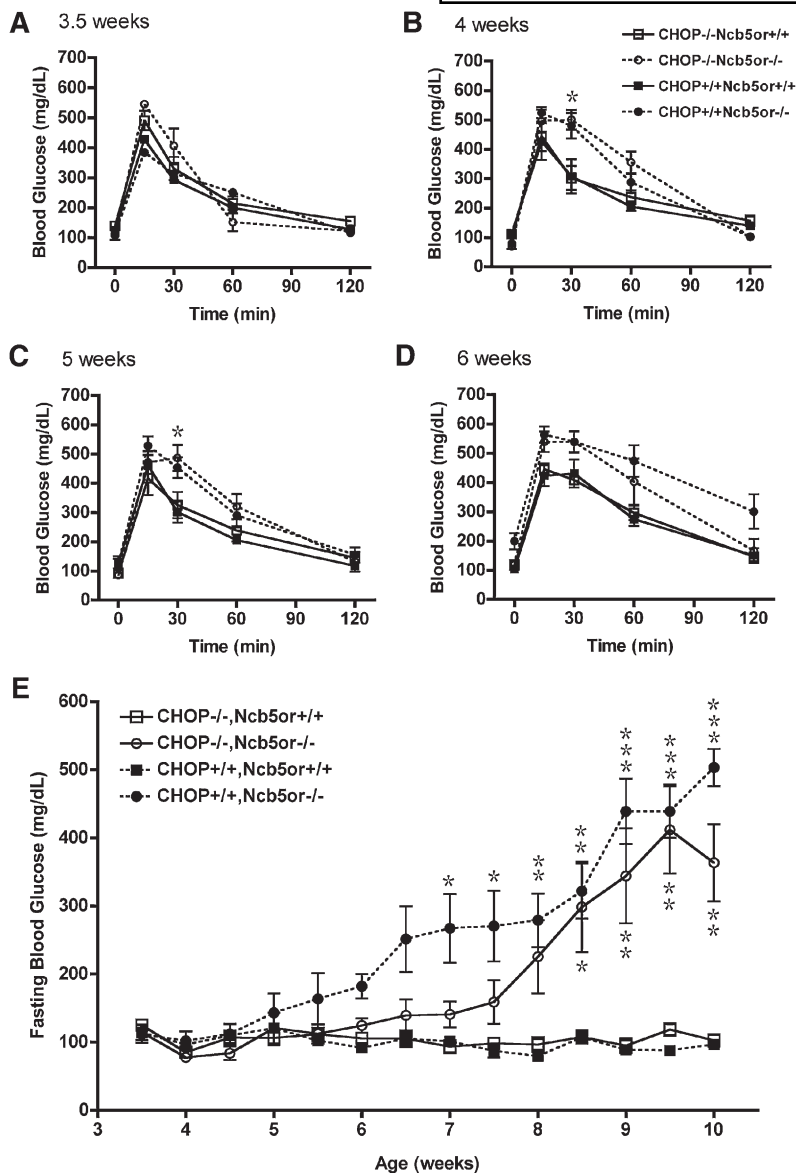 A 3.5 weeks
700
600
500
400
300
200
100
0
Blood Glucose (mg/dL)
0 30 60 90 120
Time (min)
B 4 weeks
CHOP-/-Ncb5or+/+
CHOP-/-Ncb5or-/-
CHOP+/+Ncb5or+/+
CHOP+/+Ncb5or-/-
700
600
500
400
300
200
100
0
Blood Glucose (mg/dL)
*
0 30 60 90 120
Time (min)
C 5 weeks
700
600
500
400
300
200
100
0
Blood Glucose (mg/dL)
*
0 30 60 90 120
Time (min)
D 6 weeks
700
600
500
400
300
200
100
0
Blood Glucose (mg/dL)
0 30 60 90 120
Time (min)
E
CHOP-/-,Ncb5or+/+
CHOP-/-,Ncb5or-/-
CHOP+/+,Ncb5or+/+
CHOP+/+,Ncb5or-/-
600
500
400
300
200
100
0
Fasting Blood Glucose (mg/dL)
* * ** ** *** *** ***
* ** ** **
3 4 5 6 7 8 9 10
Age (weeks)